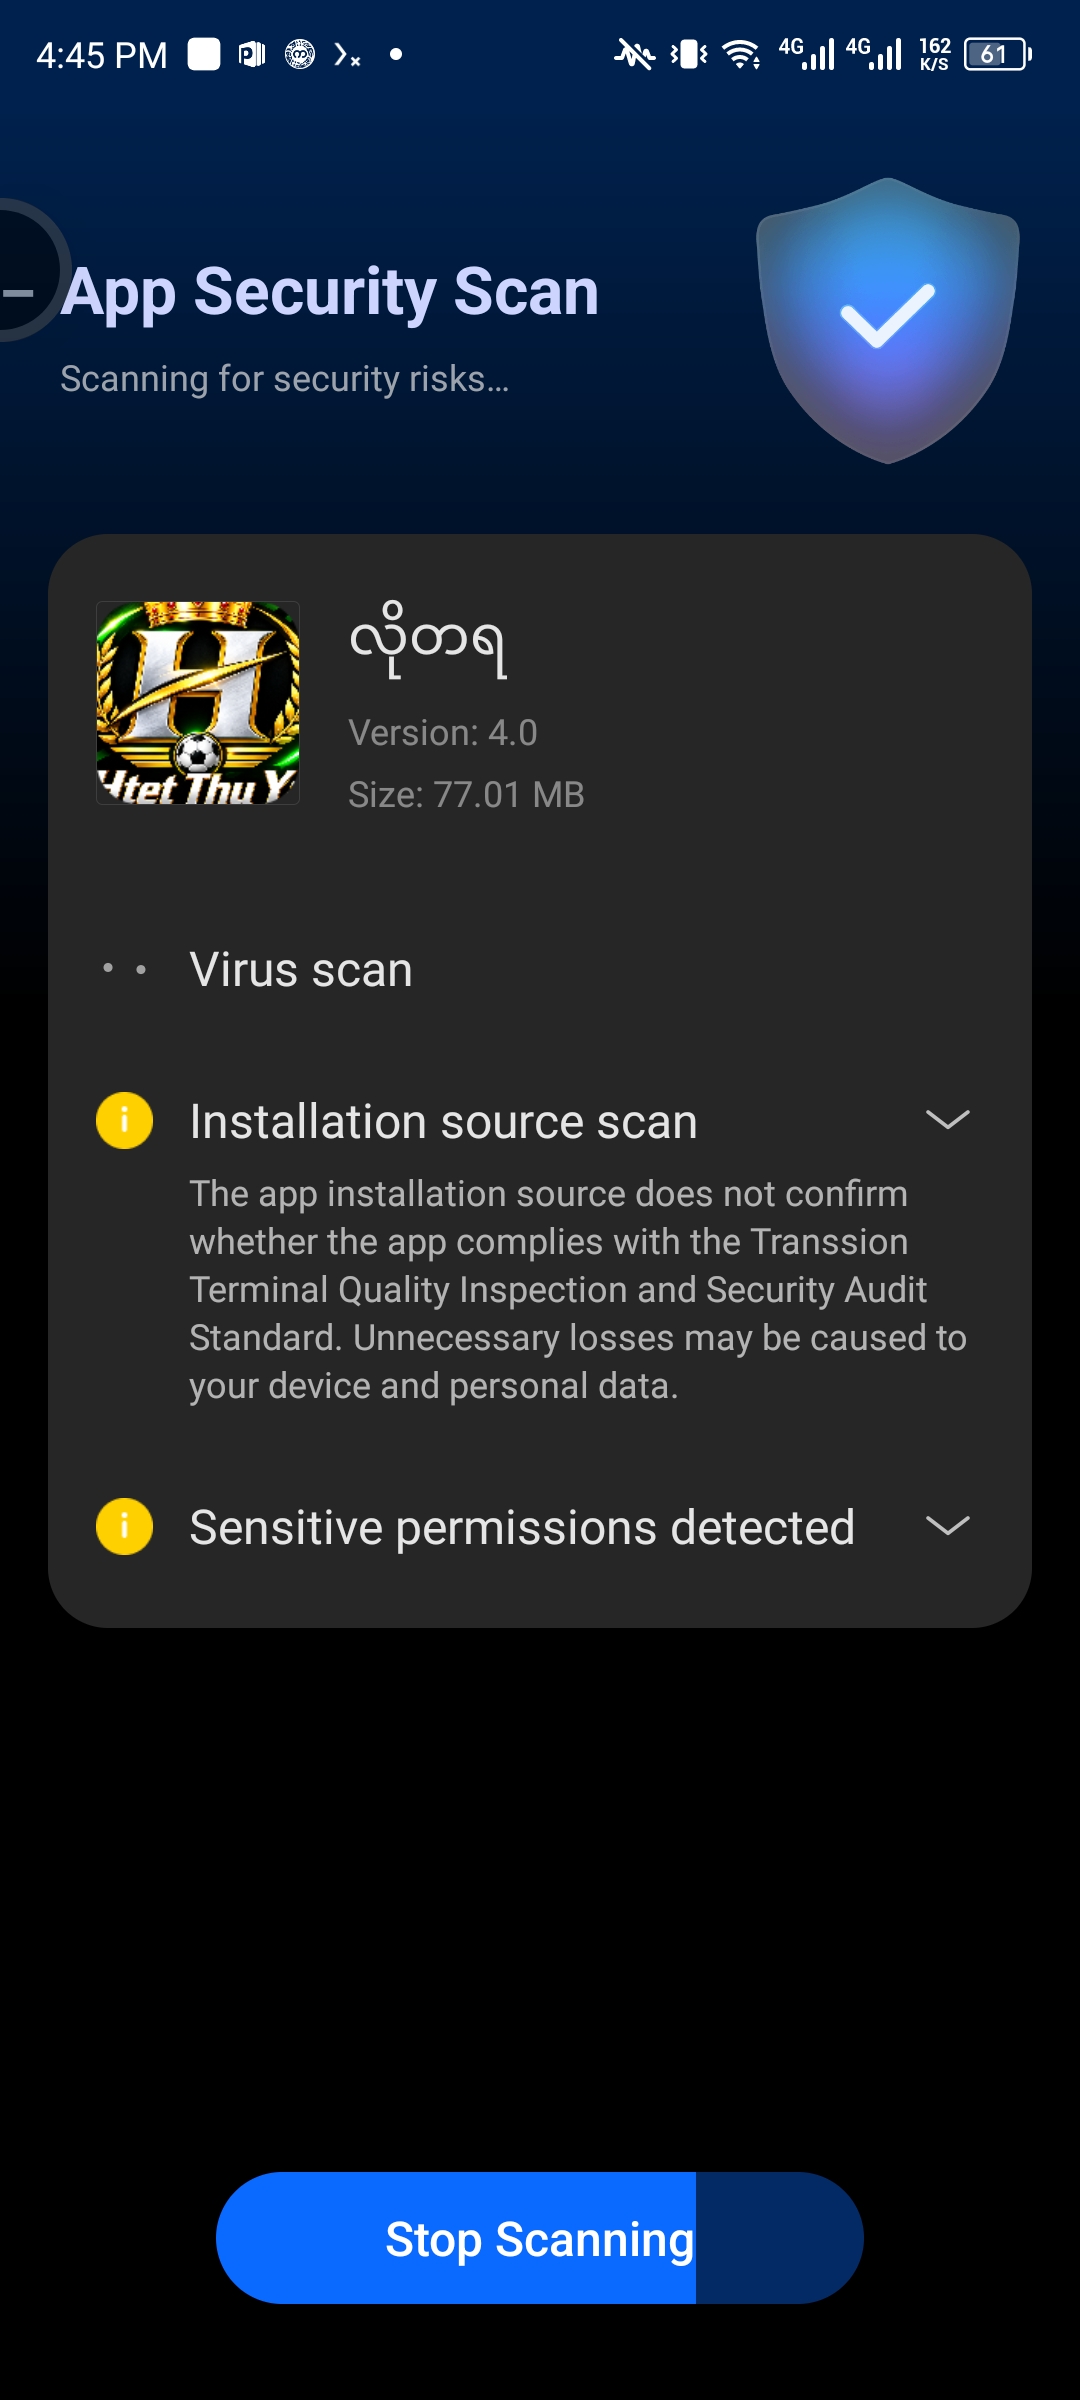 4:45 PM
4G 4G 162 K/S 61
App Security Scan
Scanning for security risks...
လိုတရ
Version: 4.0
Size: 77.01 MB
H
Htet Thu Y
Virus scan
Installation source scan
The app installation source does not confirm
whether the app complies with the Transsion
Terminal Quality Inspection and Security Audit
Standard. Unnecessary losses may be caused to
your device and personal data.
Sensitive permissions detected
Stop Scanning